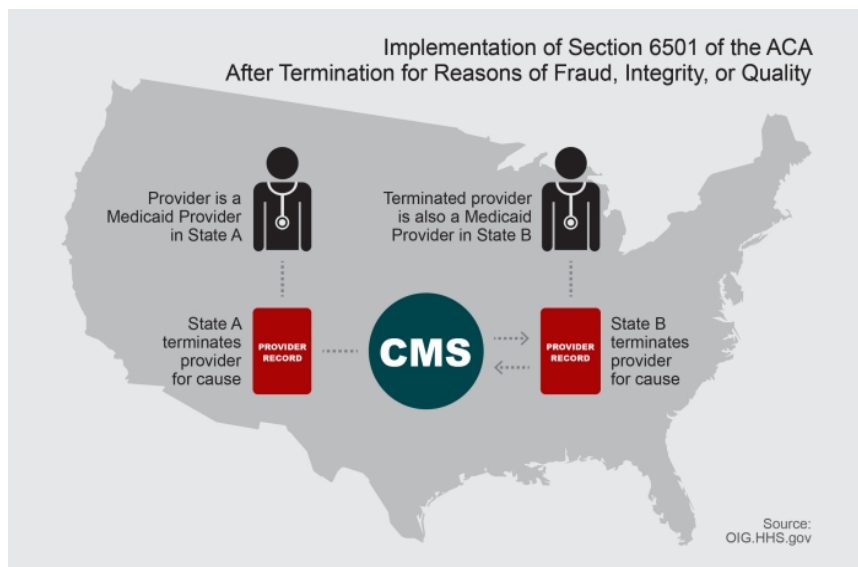 Implementation of Section 6501 of the ACA
After Termination for Reasons of Fraud, Integrity, or Quality
Provider is a
Medicaid Provider
in State A
Terminated provider
is also a Medicaid
Provider in State B
State A
terminates
provider
for cause
PROVIDER
RECORD
CMS
PROVIDER
RECORD
State B
terminates
provider
for cause
Source:
OIG.HHS.gov